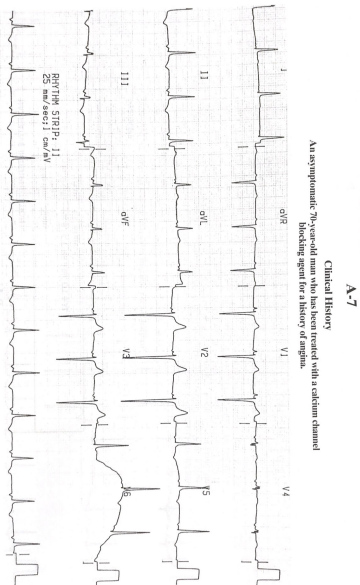 A-7
Clinical History
An asymptomatic 70-year-old man who has been treated with a calcium channel
blocking agent for a history of angina.
I aVR V1 V4
II aVL V2 V5
III aVF V3 V6
RHYTHM STRIP: II
25 mm/sec; 1 cm/mV